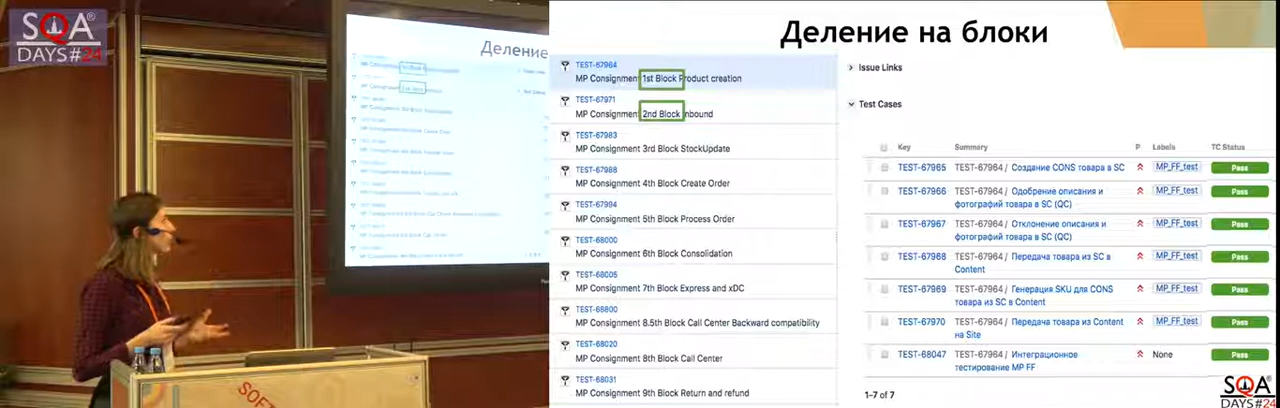 SQA®
DAYS#24
Деление
SOFT
Деление на блоки
TEST-67964
MP Consignment 1st Block Product creation
TEST-67971
MP Consignment 2nd Block Inbound
TEST-67983
MP Consignment 3rd Block StockUpdate
TEST-67988
MP Consignment 4th Block Create Order
TEST-67994
MP Consignment 5th Block Process Order
TEST-68000
MP Consignment 6th Block Consolidation
TEST-68005
MP Consignment 7th Block Express and xDC
TEST-68800
MP Consignment 8.5th Block Call Center Backward compatibility
TEST-68020
MP Consignment 8th Block Call Center
TEST-68031
MP Consignment 9th Block Return and refund
Issue Links
Test Cases
Key Summary P Labels TC Status
TEST-67965 TEST-67964 / Создание CONS товара в SC MP_FF_test Pass
TEST-67966 TEST-67964 / Одобрение описания и MP_FF_test Pass
фотографий товара в SC (QC)
TEST-67967 TEST-67964 / Отклонение описания и MP_FF_test Pass
фотографий товара в SC (QC)
TEST-67968 TEST-67964 / Передача товара из SC в MP_FF_test Pass
Content
TEST-67969 TEST-67964 / Генерация SKU для CONS MP_FF_test Pass
товара из SC в Content
TEST-67970 TEST-67964 / Передача товара из Content MP_FF_test Pass
на Site
TEST-68047 TEST-67964 / Интеграционное None Pass
тестирование MP FF
1–7 of 7
SQA®
DAYS#24